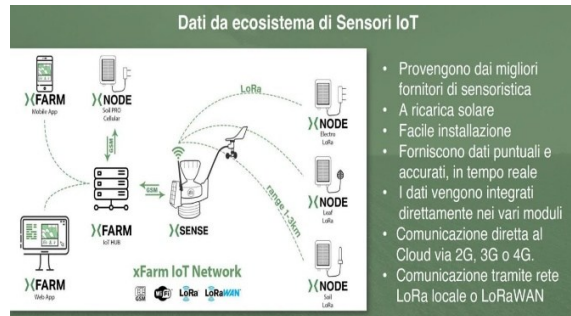 Dati da ecosistema di Sensori IoT
XFARM
Mobile App
XNODE
Soil PRO
Cellular
GSM
XFARM
IoT HUB
GSM
XSENSE
XFARM
Web App
LoRa
range 1-3km
XNODE
Electro
LoRa
XNODE
Leaf LoRa
XNODE
Soil
LoRa
xFarm IoT Network
GSM
WiFi
LoRa
LoRaWAN
• Provengono dai migliori
fornitori di sensoristica
• A ricarica solare
• Facile installazione
• Forniscono dati puntuali e
accurati, in tempo reale
• I dati vengono integrati
direttamente nei vari moduli
• Comunicazione diretta al
Cloud via 2G, 3G o 4G.
• Comunicazione tramite rete
LoRa locale o LoRaWAN